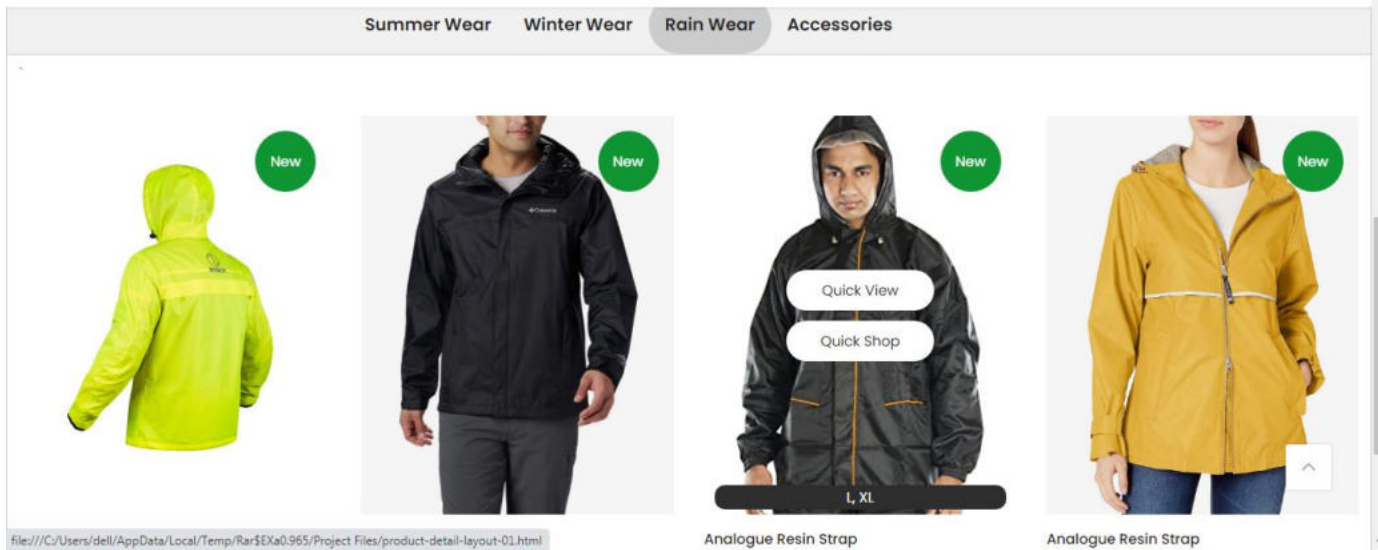 Summer Wear Winter Wear Rain Wear Accessories
New New New New
Columbia
Quick View
Quick Shop
L, XL
file:///C:/Users/dell/AppData/Local/Temp/Rar$EXa0.965/Project Files/product-detail-layout-01.html
Analogue Resin Strap Analogue Resin Strap